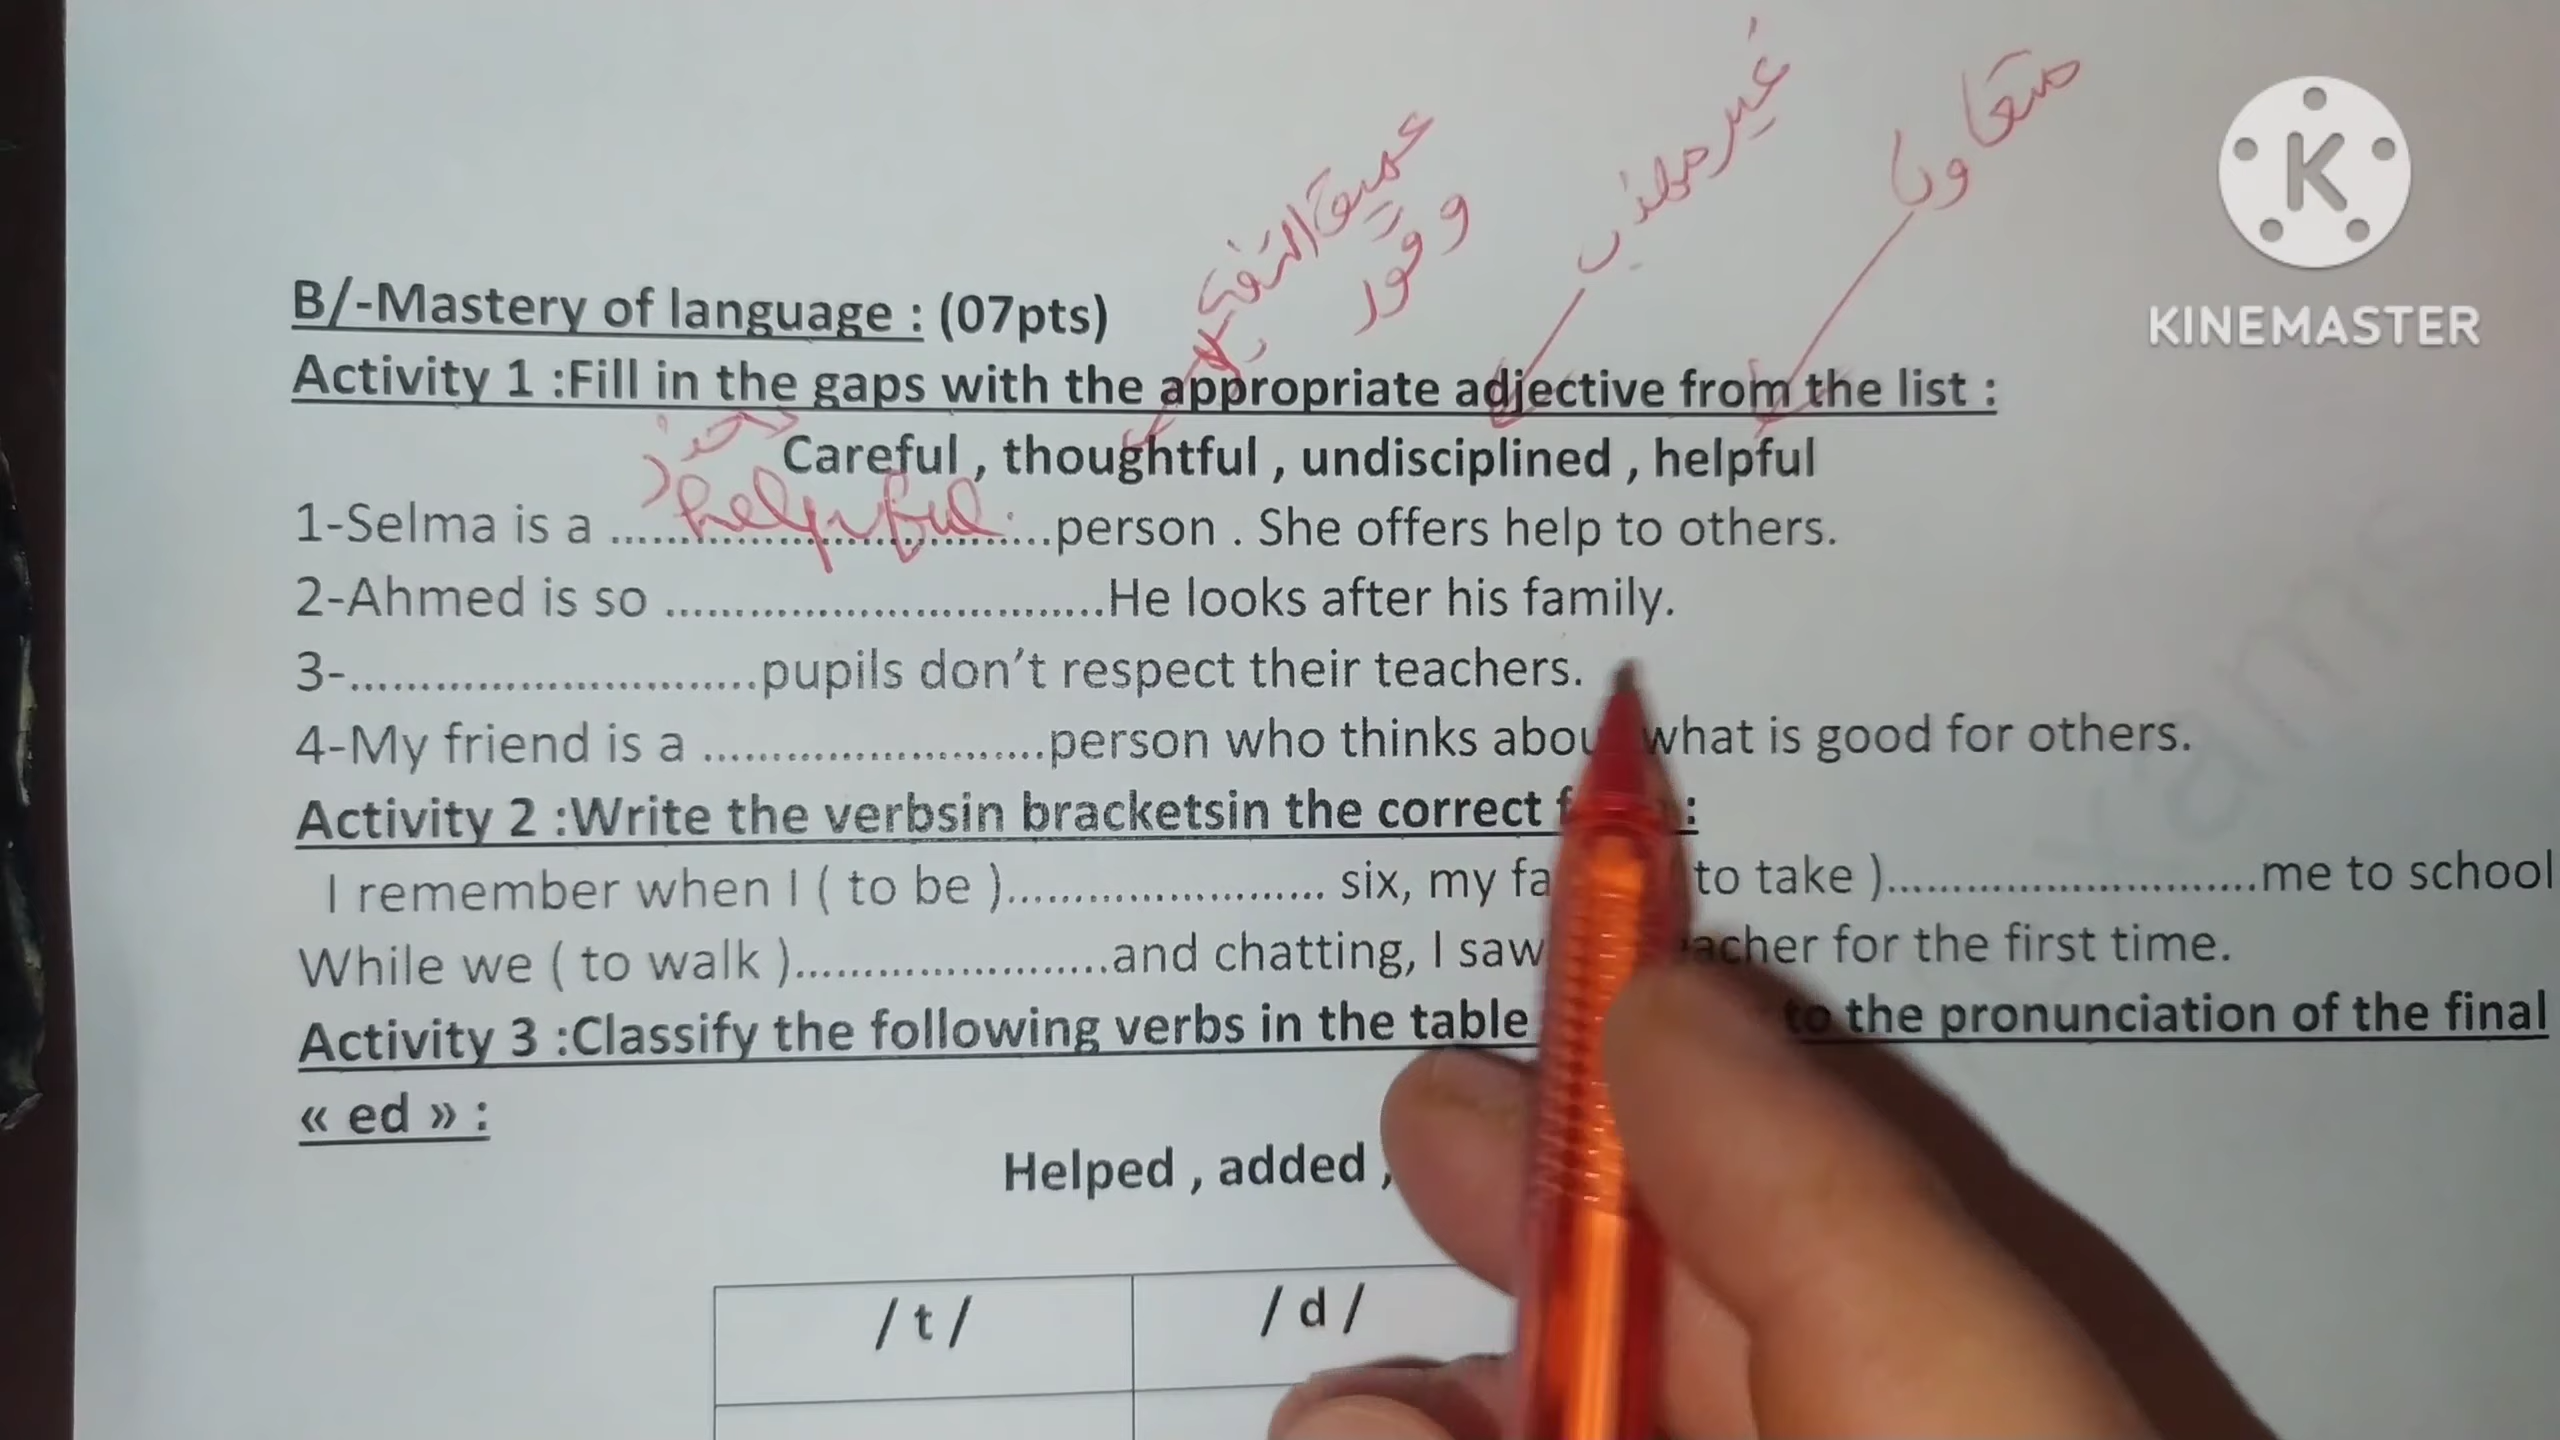 متعاونا
غير مهذب
عميق التفكير
وقور
KINEMASTER
B/-Mastery of language : (07pts)
Activity 1 :Fill in the gaps with the appropriate adjective from the list :
Careful , thoughtful , undisciplined , helpful
1-Selma is a ....helpful....person . She offers help to others.
2-Ahmed is so ................................He looks after his family.
3-..............................pupils don't respect their teachers.
4-My friend is a .........................person who thinks about what is good for others.
Activity 2 :Write the verbsin bracketsin the correct :
I remember when I ( to be )........................ six, my to take )............................me to school
While we ( to walk ).......................and chatting, I saw for the first time.
Activity 3 :Classify the following verbs in the table to the pronunciation of the final
« ed » :
Helped , added ,
/ t / / d /